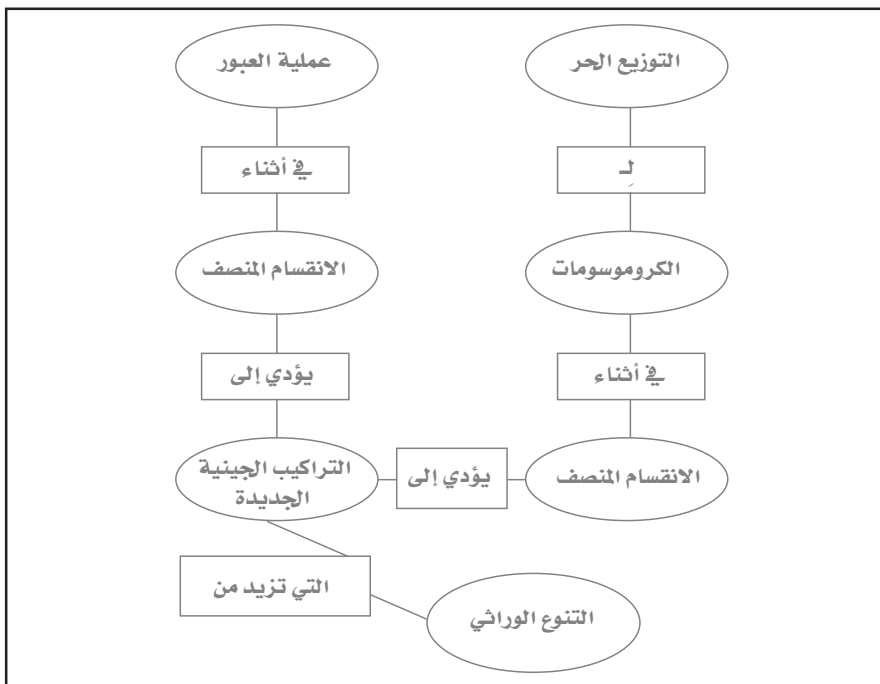 التوزيع الحر
عملية العبور
لِـ
في أثناء
الكروموسومات
الانقسام المنصف
في أثناء
يؤدي إلى
الانقسام المنصف
يؤدي إلى
التراكيب الجينية
الجديدة
التي تزيد من
التنوع الوراثي